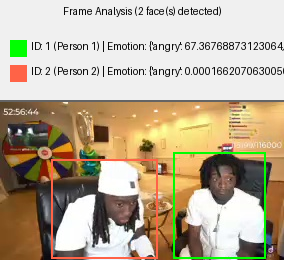 Frame Analysis (2 face(s) detected)
ID: 1 (Person 1) | Emotion: {'angry': 67.36768873123064,
ID: 2 (Person 2) | Emotion: {'angry': 0.0001662070630050
52:56:44